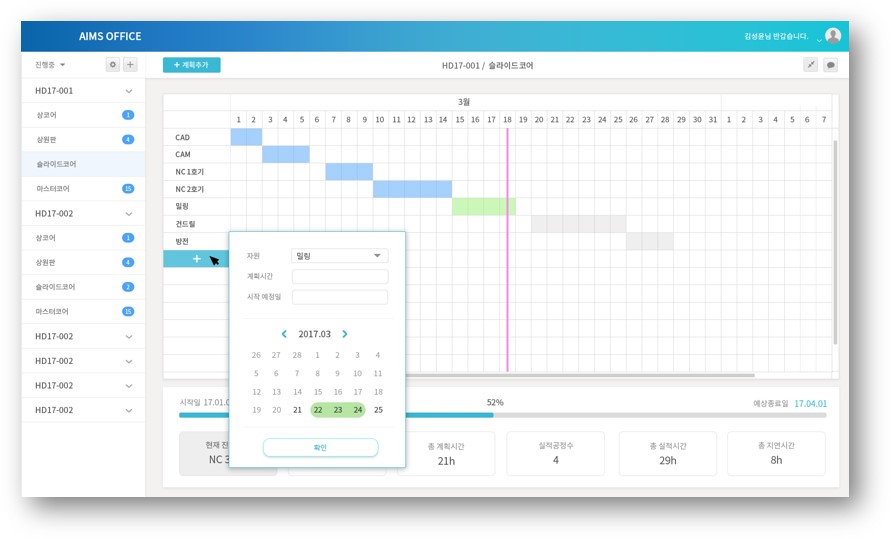 AIMS OFFICE
김성윤님 반갑습니다.
진행중
+ 계획추가
HD17-001 / 슬라이드코어
HD17-001
상코어 1
상원판 4
슬라이드코어
마스터코어 15
HD17-002
상코어 1
상원판 4
슬라이드코어 2
마스터코어 15
HD17-002
HD17-002
HD17-002
HD17-002
3월
1 2 3 4 5 6 7 8 9 10 11 12 13 14 15 16 17 18 19 20 21 22 23 24 25 26 27 28 29 30 31 1 2 3 4 5 6 7
CAD
CAM
NC 1호기
NC 2호기
밀링
건드릴
방전
+
자원 밀링
계획시간
시작 예정일
2017.03
26 27 28 1 2 3 4
5 6 7 8 9 10 11
12 13 14 15 16 17 18
19 20 21 22 23 24 25
확인
시작일 17.01.0
52%
예상종료일 17.04.01
현재 진
NC 3
총 계획시간
21h
실적공정수
4
총 실적시간
29h
총 지연시간
8h